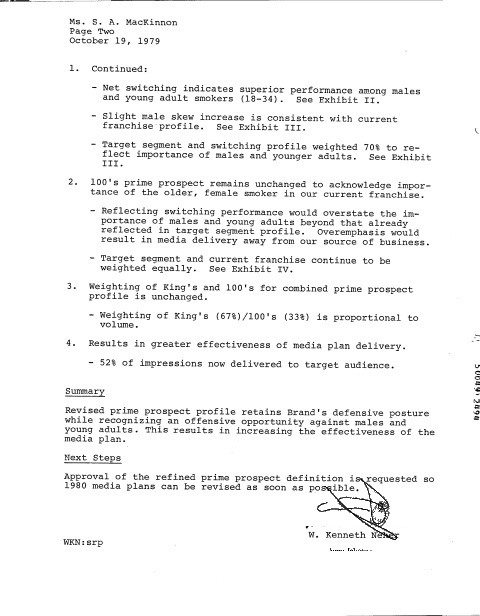 Ms. S. A. MacKinnon
Page Two
October 19, 1979
1. Continued:
- Net switching indicates superior performance among males
and young adult smokers (18-34). See Exhibit II.
- Slight male skew increase is consistent with current
franchise profile. See Exhibit III.
- Target segment and switching profile weighted 70% to re-
flect importance of males and younger adults. See Exhibit
III.
2. 100's prime prospect remains unchanged to acknowledge impor-
tance of the older, female smoker in our current franchise.
- Reflecting switching performance would overstate the im-
portance of males and young adults beyond that already
reflected in target segment profile. Overemphasis would
result in media delivery away from our source of business.
- Target segment and current franchise continue to be
weighted equally. See Exhibit IV.
3. Weighting of King's and 100's for combined prime prospect
profile is unchanged.
- Weighting of King's (67%)/100's (33%) is proportional to
volume.
4. Results in greater effectiveness of media plan delivery.
- 52% of impressions now delivered to target audience.
Summary
Revised prime prospect profile retains Brand's defensive posture
while recognizing an offensive opportunity against males and
young adults. This results in increasing the effectiveness of the
media plan.
Next Steps
Approval of the refined prime prospect definition is requested so
1980 media plans can be revised as soon as possible.
W. Kenneth
WKN:srp